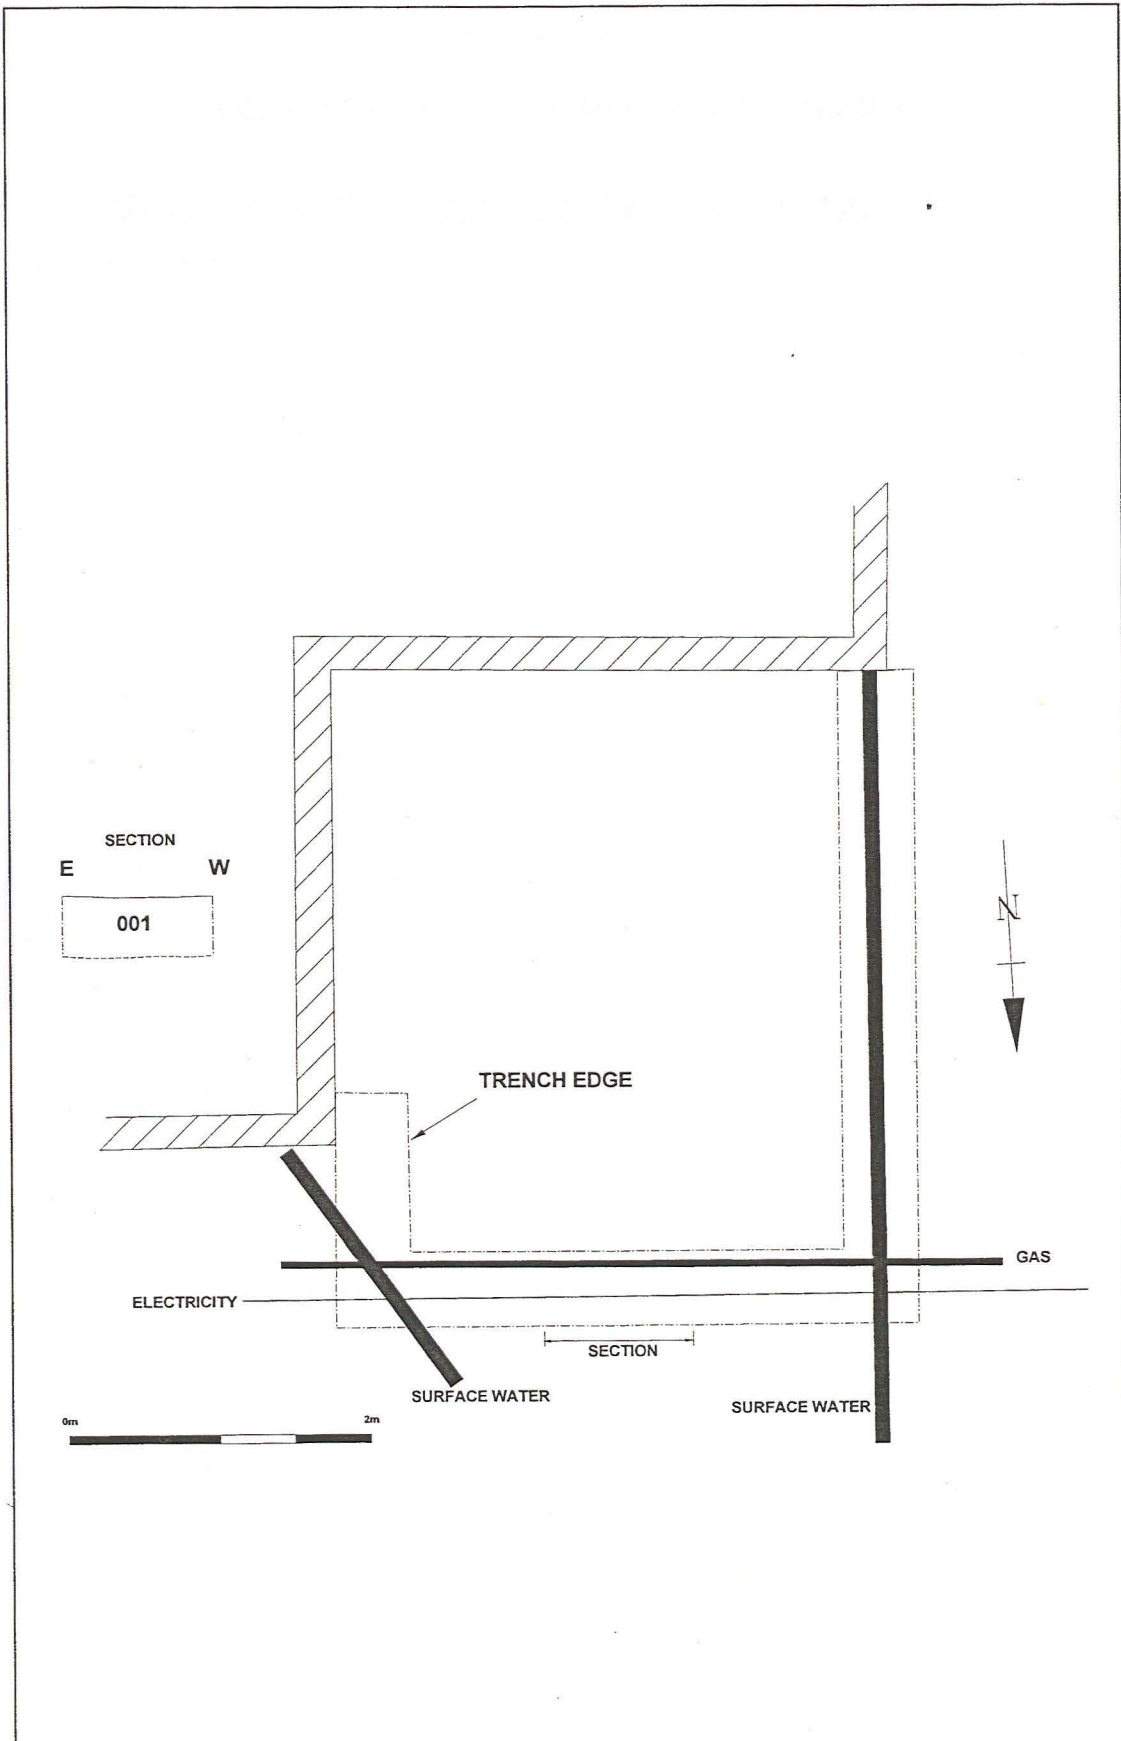 SECTION
E W
001
N
TRENCH EDGE
GAS
ELECTRICITY
SECTION
SURFACE WATER
SURFACE WATER
0m 2m